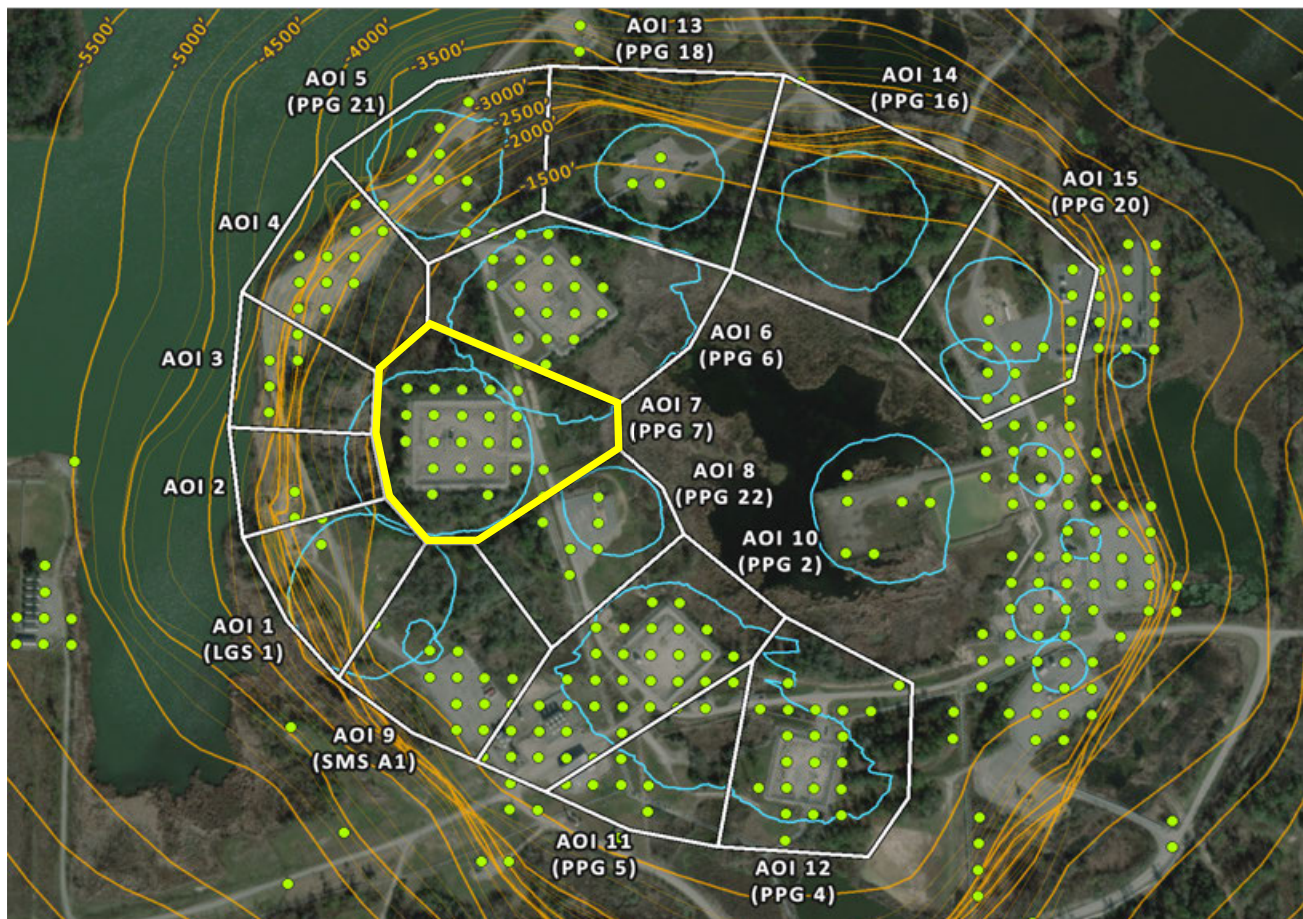 -5500'
-5000'
-4500'
-4000'
-3500'
-3000'
-2500'
-2000'
-1500'
AOI 13
(PPG 18)
AOI 5
(PPG 21)
AOI 14
(PPG 16)
AOI 15
(PPG 20)
AOI 4
AOI 3
AOI 6
(PPG 6)
AOI 7
(PPG 7)
AOI 2
AOI 8
(PPG 22)
AOI 10
(PPG 2)
AOI 1
(LGS 1)
AOI 9
(SMS A1)
AOI 11
(PPG 5)
AOI 12
(PPG 4)